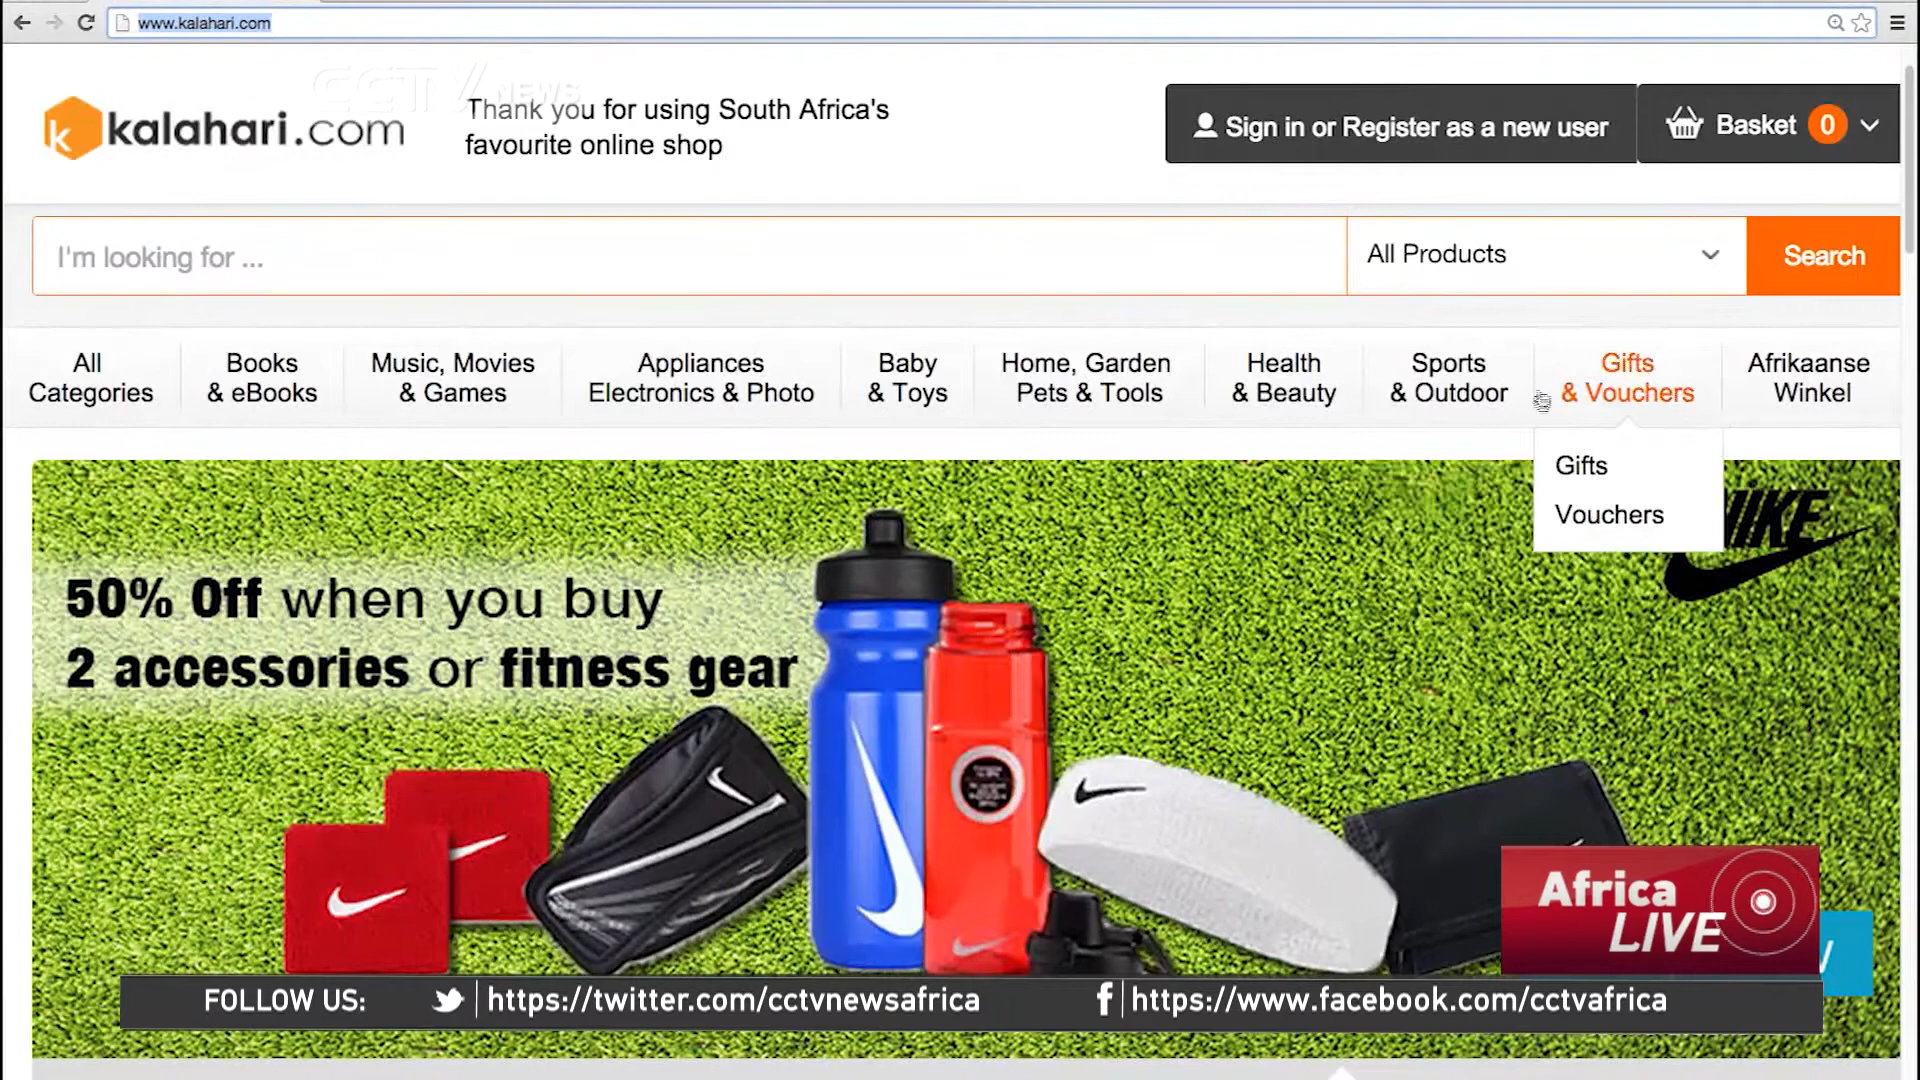 www.kalahari.com
CCTV NEWS
kalahari.com
Thank you for using South Africa's
favourite online shop
Sign in or Register as a new user
Basket 0
I'm looking for ...
All Products
Search
All
Categories
Books
& eBooks
Music, Movies
& Games
Appliances
Electronics & Photo
Baby
& Toys
Home, Garden
Pets & Tools
Health
& Beauty
Sports
& Outdoor
Gifts
& Vouchers
Afrikaanse
Winkel
Gifts
Vouchers
NIKE
50% Off when you buy
2 accessories or fitness gear
Africa
LIVE
FOLLOW US: https://twitter.com/cctvnewsafrica https://www.facebook.com/cctvafrica